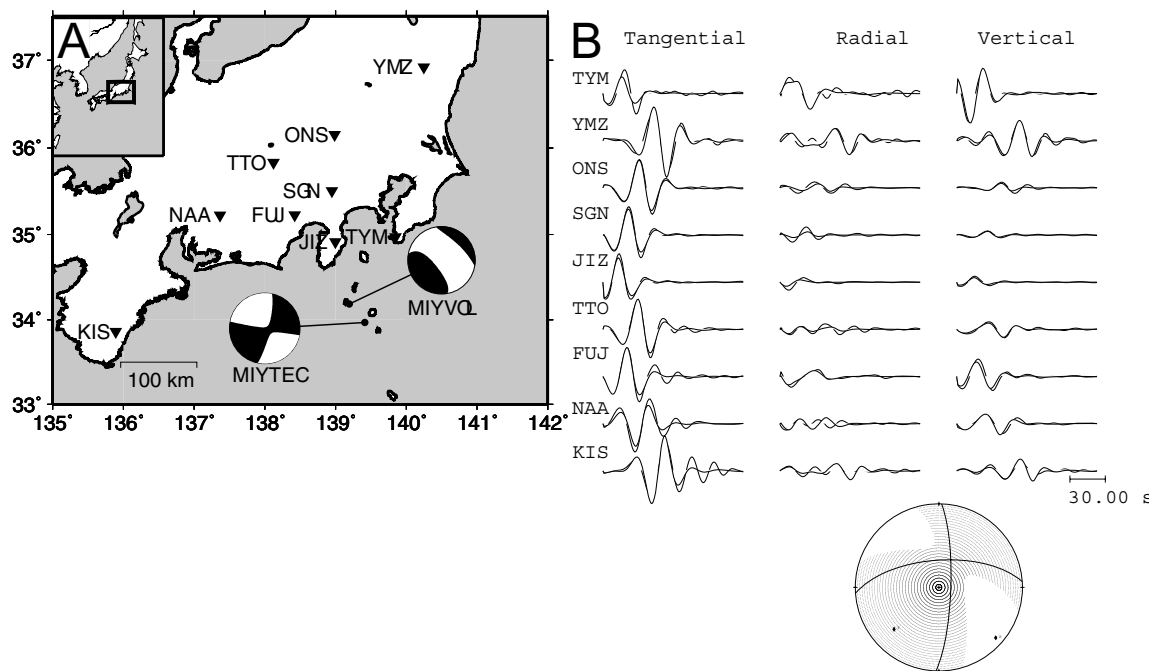 A
37°
36°
35°
34°
33°
135
136
137
138
139
140
141
142°
YMZ
ONS
TTO
SGN
NAA
FUJ
JIZ
TYM
KIS
MIYVOL
MIYTEC
100 km
B
Tangential Radial Vertical
TYM
YMZ
ONS
SGN
JIZ
TTO
FUJ
NAA
KIS
30.00 s